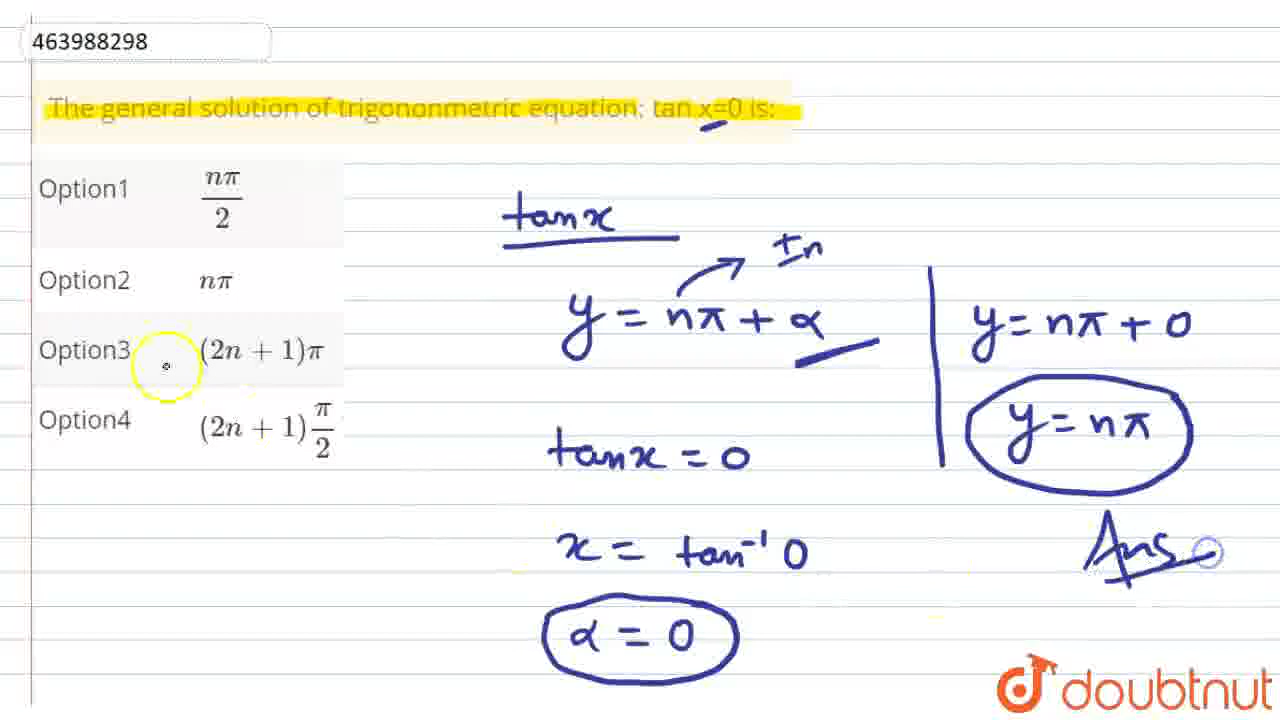 463988298
The general solution of trigononmetric equation; tan x=0 is:
Option1 nπ/2
Option2 nπ
Option3 (2n + 1)π
Option4 (2n + 1)π/2
tan x
±n
y = nπ + α
tan x = 0
x = tan⁻¹ 0
α = 0
y = nπ + 0
y = nπ
Ans
doubtnut